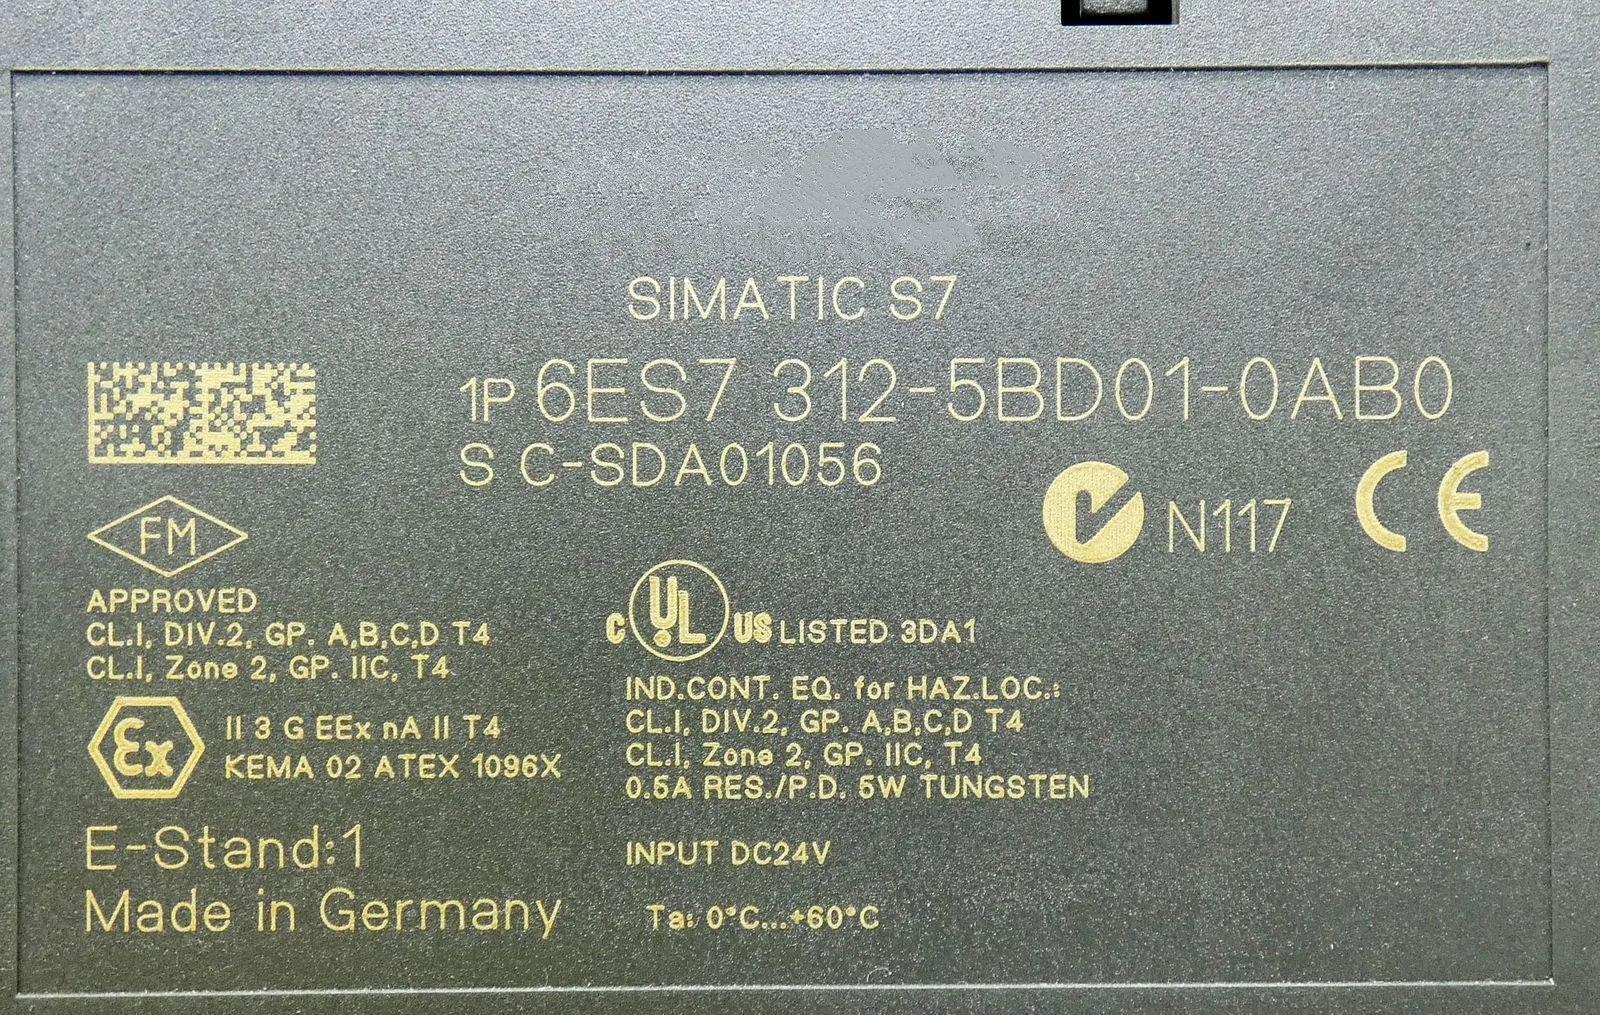 SIMATIC S7
1P 6ES7 312-5BD01-0AB0
S C-SDA01056
N117 CE
FM
APPROVED
CL.I, DIV.2, GP. A,B,C,D T4
CL.I, Zone 2, GP. IIC, T4
Ex
II 3 G EEx nA II T4
KEMA 02 ATEX 1096X
E-Stand:1
Made in Germany
C UL US LISTED 3DA1
IND.CONT. EQ. for HAZ.LOC.:
CL.I, DIV.2, GP. A,B,C,D T4
CL.I, Zone 2, GP. IIC, T4
0.5A RES./P.D. 5W TUNGSTEN
INPUT DC24V
Ta: 0°C...+60°C